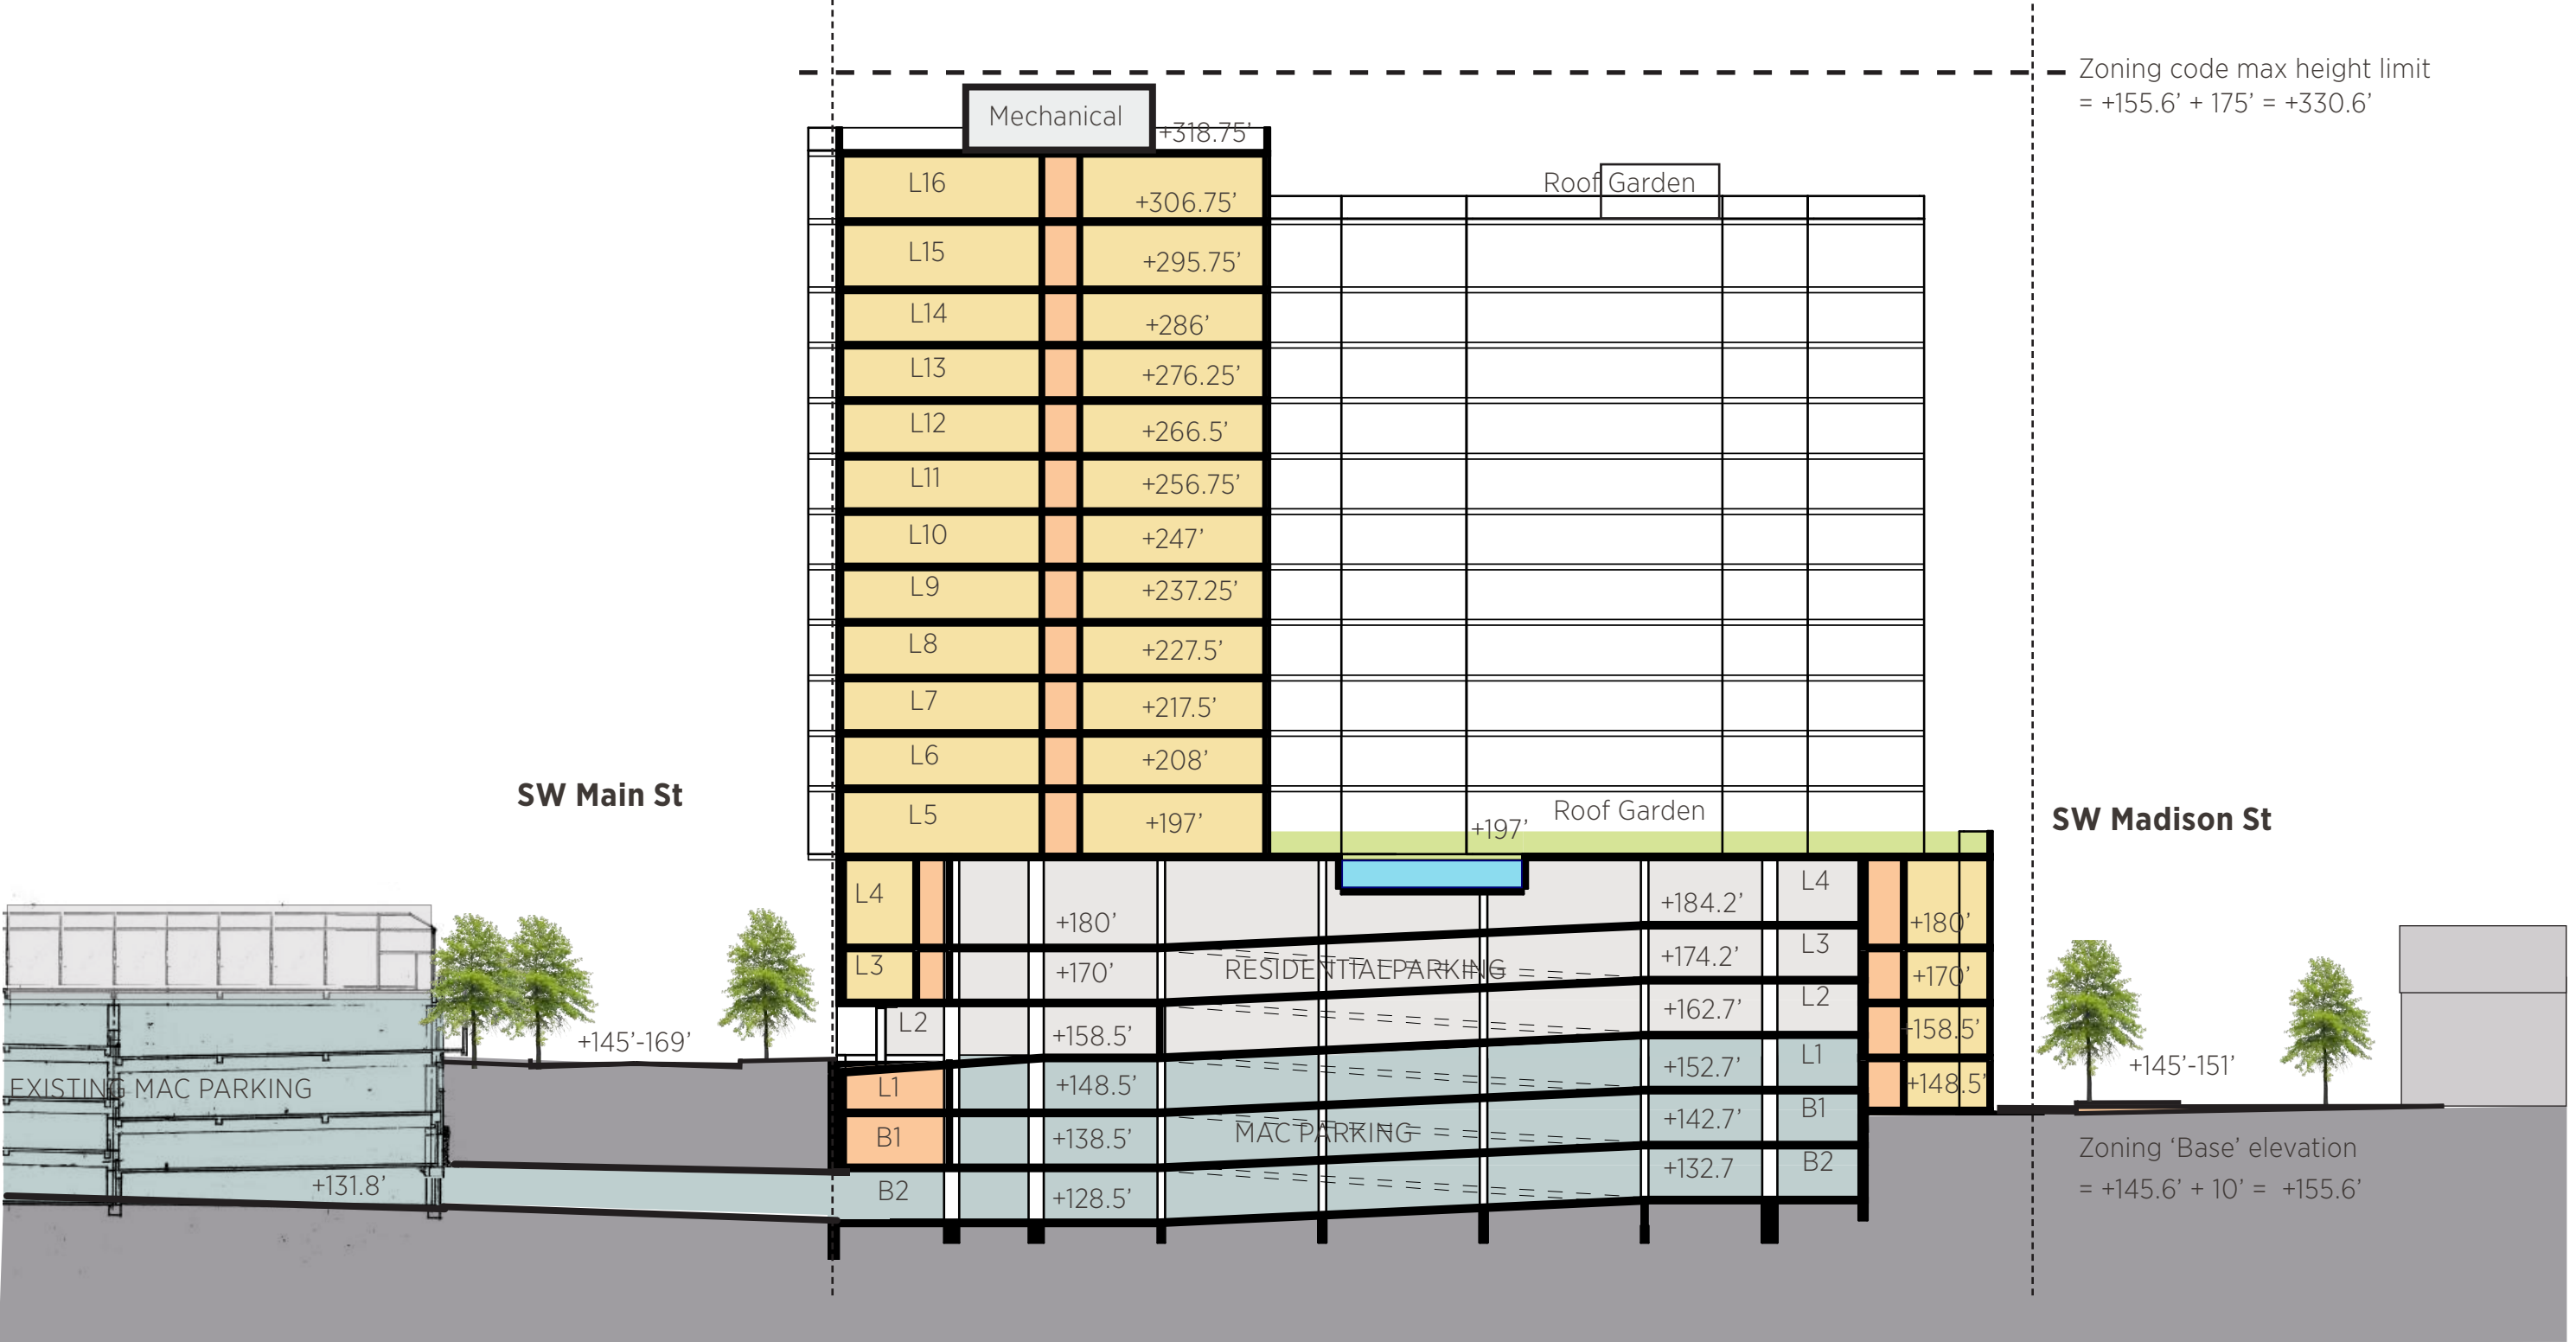 Zoning code max height limit
= +155.6’ + 175’ = +330.6’
Mechanical
+318.75’
L16
+306.75’
Roof Garden
L15
+295.75’
L14
+286’
L13
+276.25’
L12
+266.5’
L11
+256.75’
L10
+247’
L9
+237.25’
L8
+227.5’
L7
+217.5’
L6
+208’
SW Main St
L5
+197’
+197’
Roof Garden
SW Madison St
L4
+180’
+184.2’
L4
+180’
L3
+170’
RESIDENTIALPARKING
+174.2’
L3
+170’
L2
+158.5’
+162.7’
L2
+158.5’
+145’-169’
L1
+148.5’
+152.7’
L1
+148.5’
+145’-151’
EXISTING MAC PARKING
B1
+138.5’
MAC PARKING
+142.7’
B1
+131.8’
B2
+128.5’
+132.7
B2
Zoning ‘Base’ elevation
= +145.6’ + 10’ = +155.6’